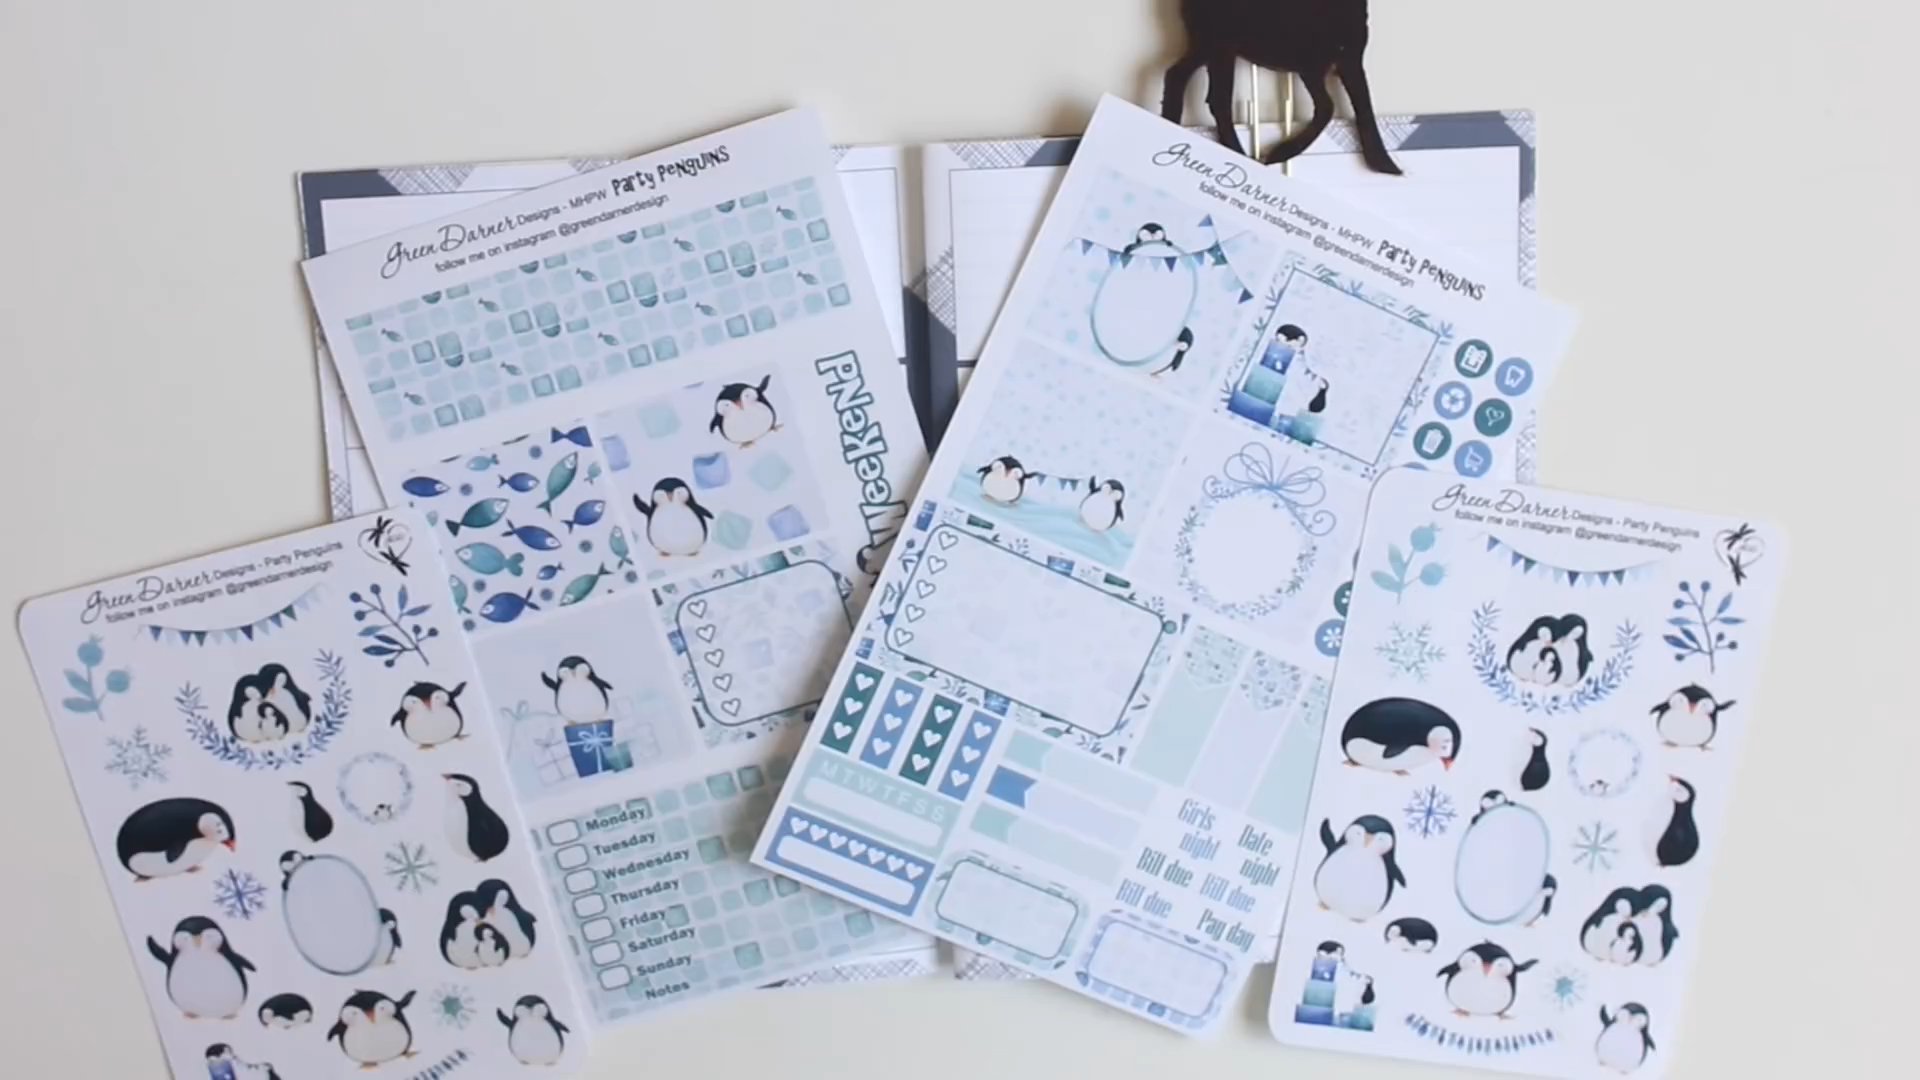 Green Darner Designs - MHPW Party Penguins
follow me on instagram @greendarnerdesign
Weekend
Monday
Tuesday
Wednesday
Thursday
Friday
Saturday
Sunday
Notes
Green Darner Designs - MHPW Party Penguins
follow me on instagram @greendarnerdesign
M T W T F S S
Girls night
Date night
Bill due
Bill due
Bill due
Pay day
Green Darner Designs - Party Penguins
follow me on instagram @greendarnerdesign
Green Darner Designs - Party Penguins
follow me on instagram @greendarnerdesign